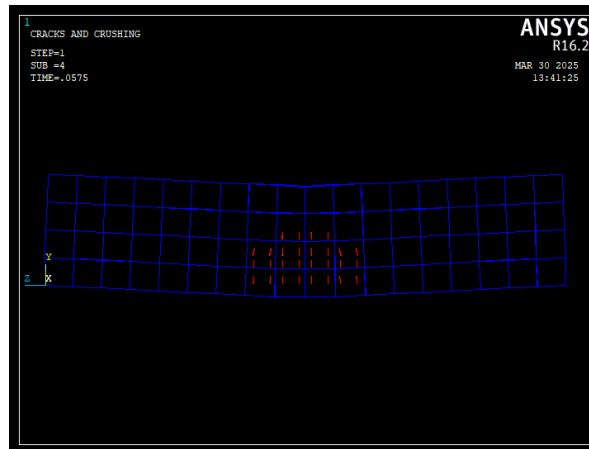 1
CRACKS AND CRUSHING
STEP=1
SUB =4
TIME=.0575
ANSYS
R16.2
MAR 30 2025
13:41:25
Y
Z X